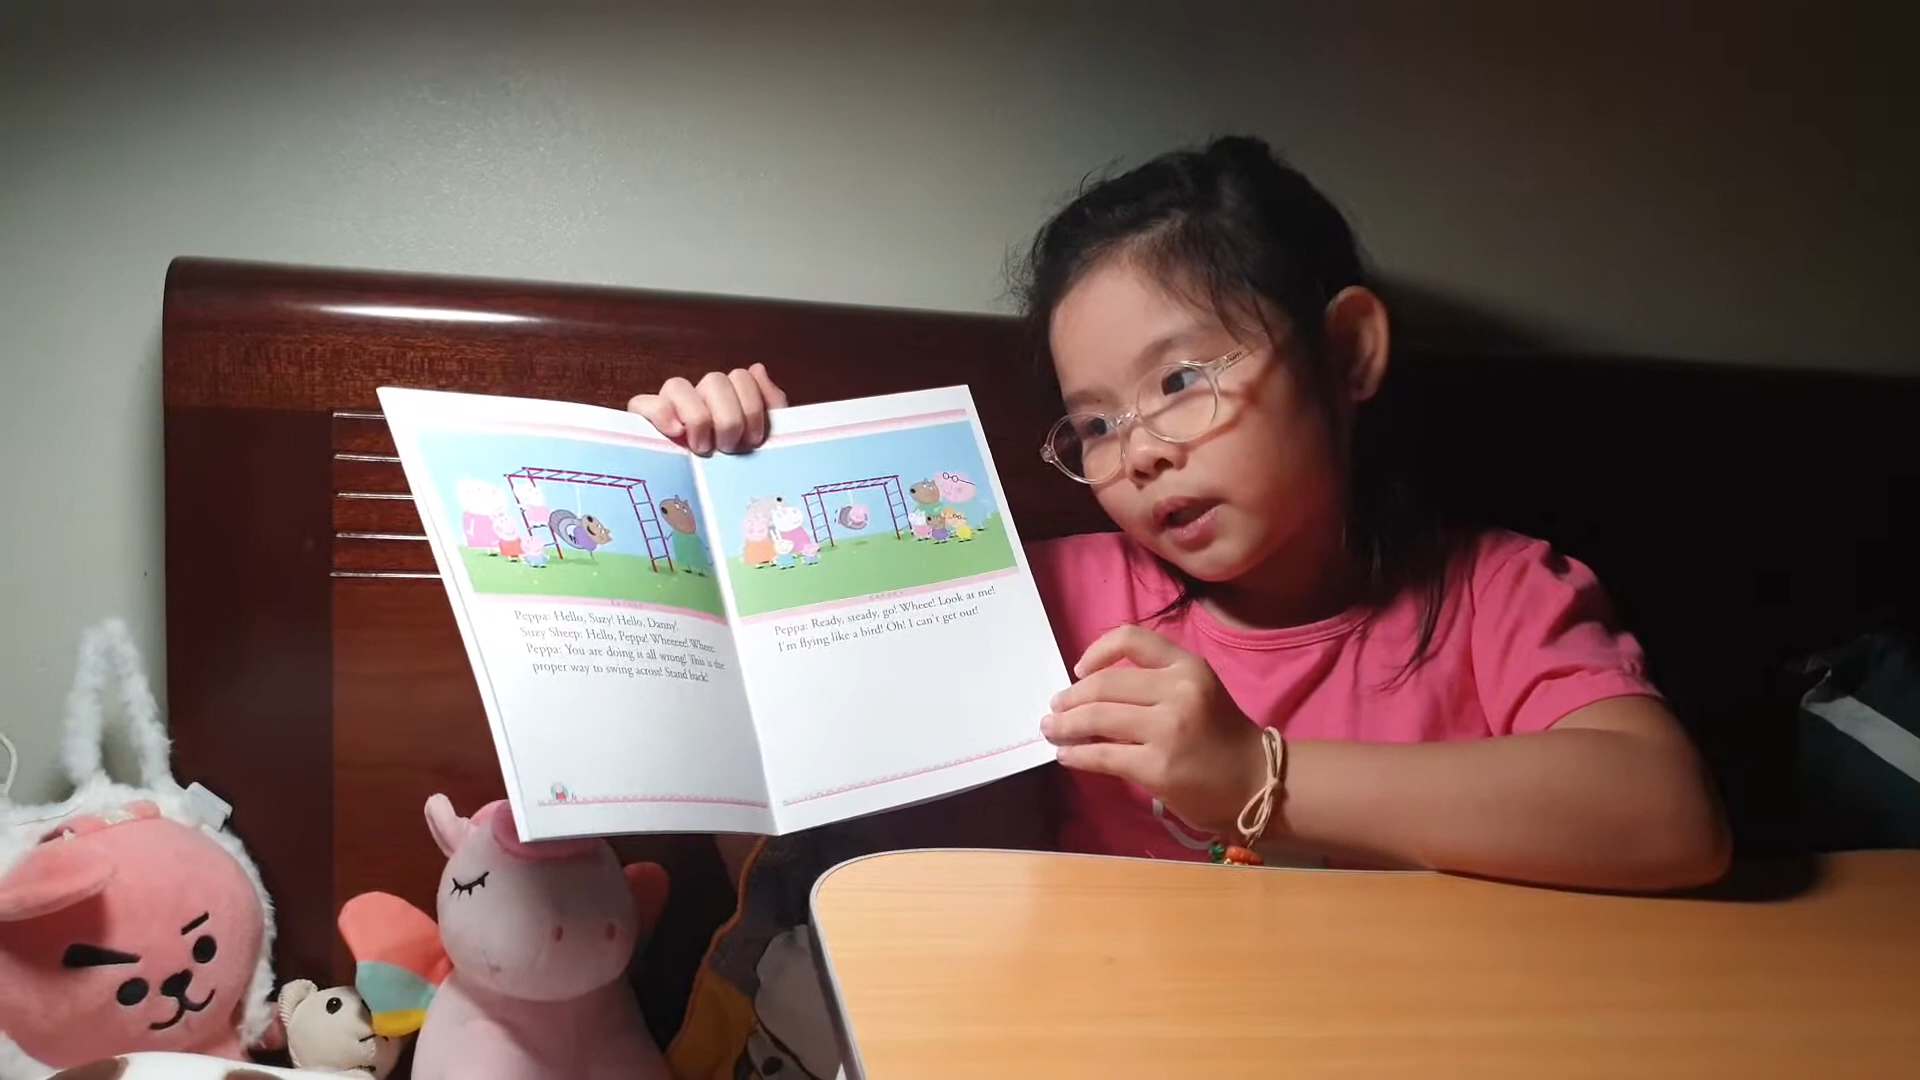 Peppa: Hello, Suzy! Hello, Danny!
Suzy Sheep: Hello, Peppa! Wheeeee! Wheee
Peppa: You are doing it all wrong! This is the
proper way to swing across! Stand back!
Peppa: Ready, steady, go! Wheee! Look at me!
I'm flying like a bird! Oh! I can't get out!